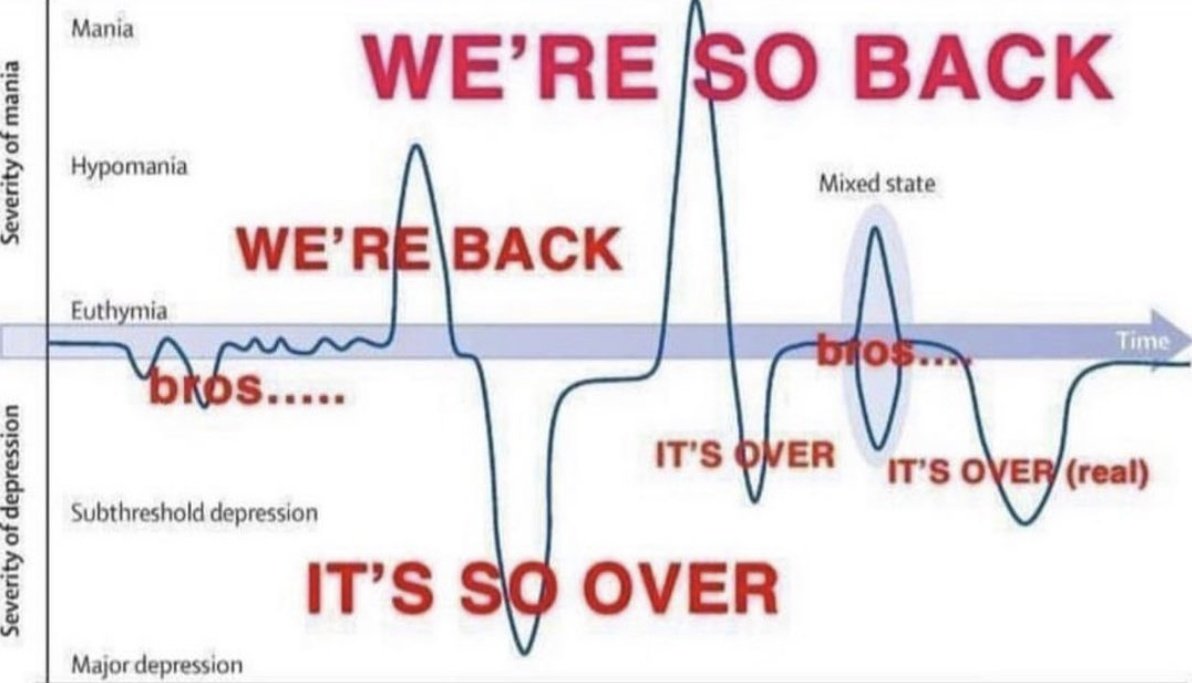 Severity of mania
Mania
WE'RE SO BACK
Hypomania
Mixed state
WE'RE BACK
Euthymia
Time
bros....
bros.....
IT'S OVER
IT'S OVER (real)
Severity of depression
Subthreshold depression
IT'S SO OVER
Major depression